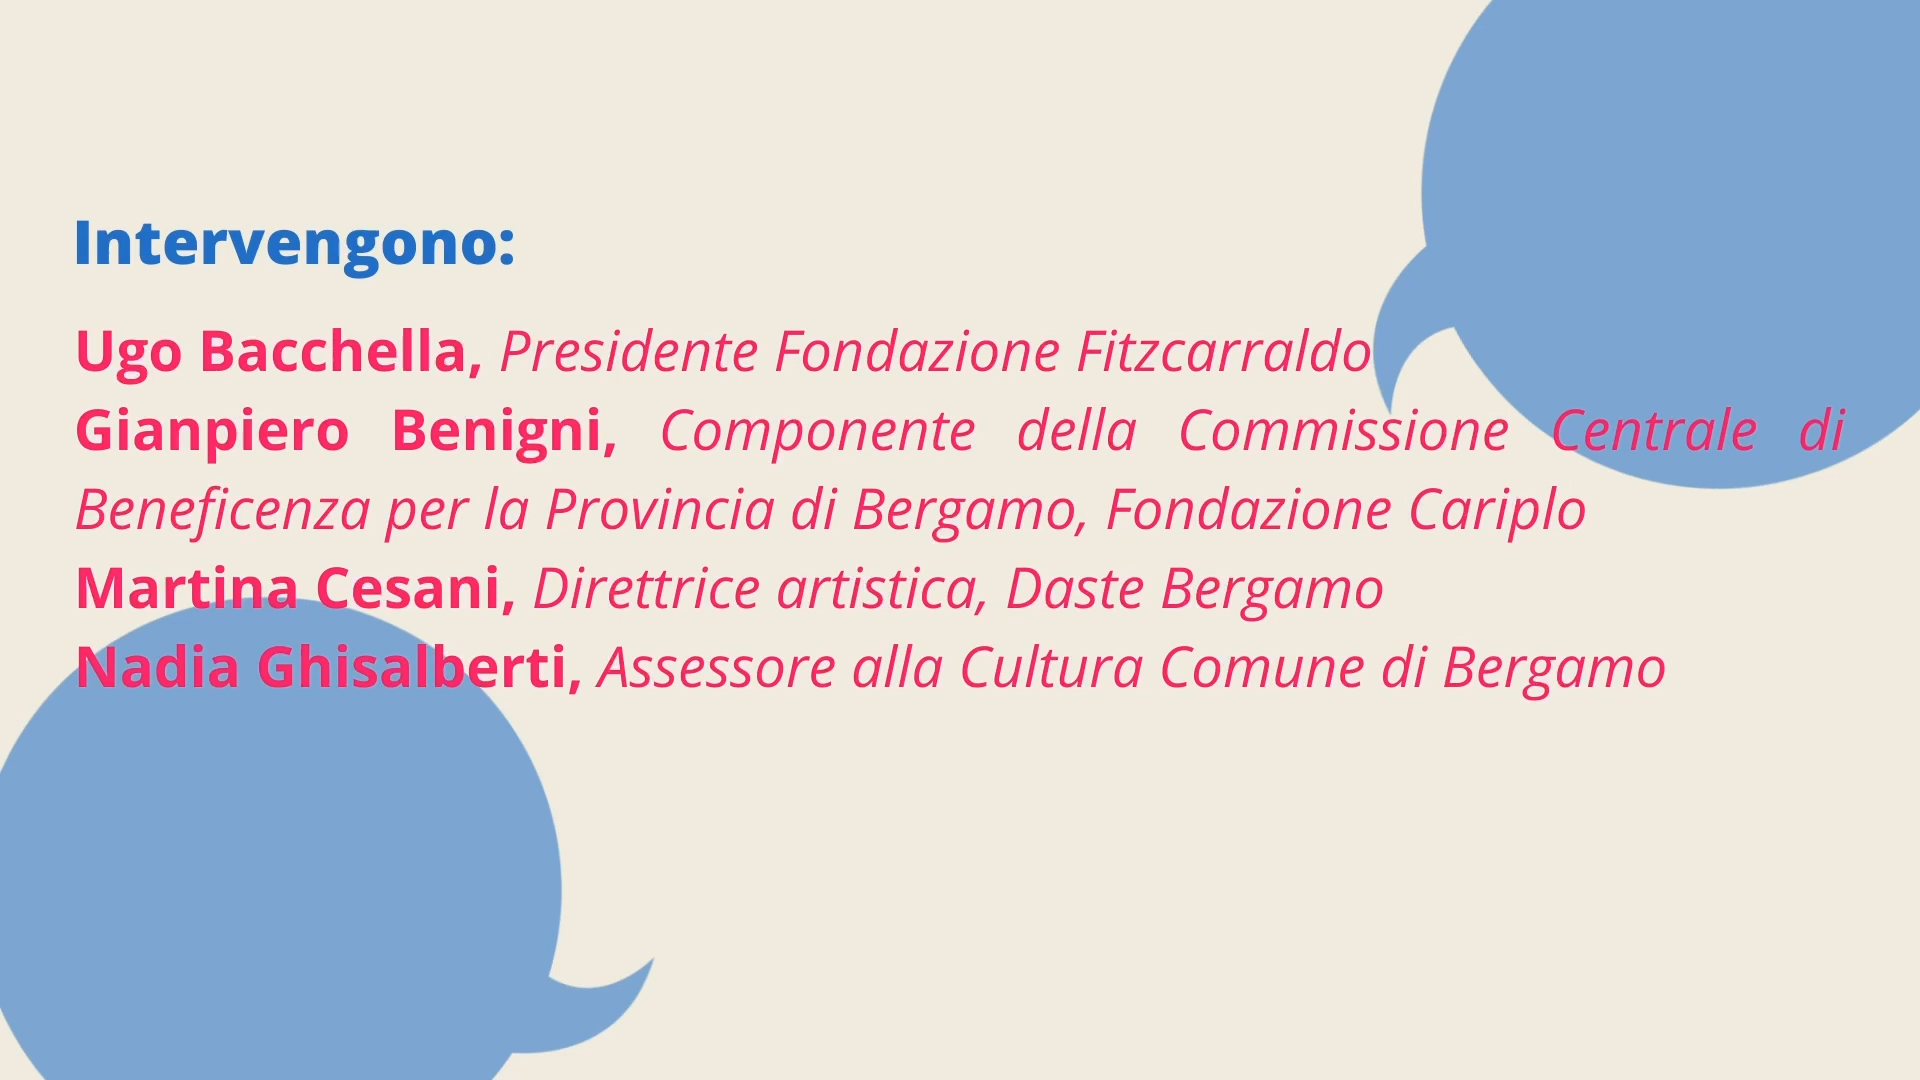 Intervengono:
Ugo Bacchella, Presidente Fondazione Fitzcarraldo
Gianpiero Benigni, Componente della Commissione Centrale di
Beneficenza per la Provincia di Bergamo, Fondazione Cariplo
Martina Cesani, Direttrice artistica, Daste Bergamo
Nadia Ghisalberti, Assessore alla Cultura Comune di Bergamo